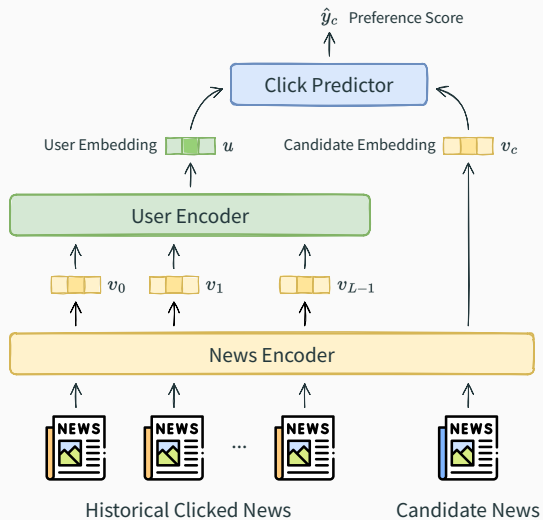 ŷ_c Preference Score
Click Predictor
User Embedding u
Candidate Embedding v_c
User Encoder
v_0 v_1 v_{L−1}
News Encoder
NEWS NEWS ... NEWS NEWS
Historical Clicked News
Candidate News